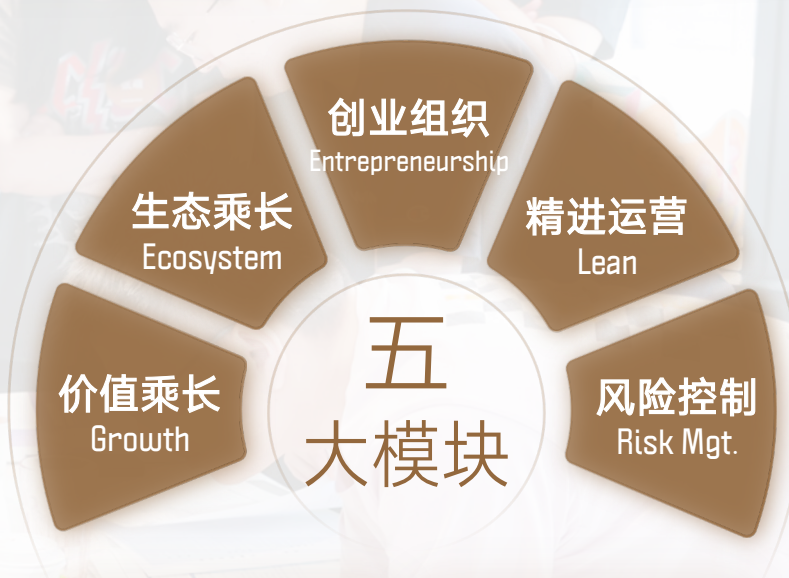 创业组织
Entrepreneurship
生态乘长
Ecosystem
精进运营
Lean
价值乘长
Growth
五
大模块
风险控制
Risk Mgt.